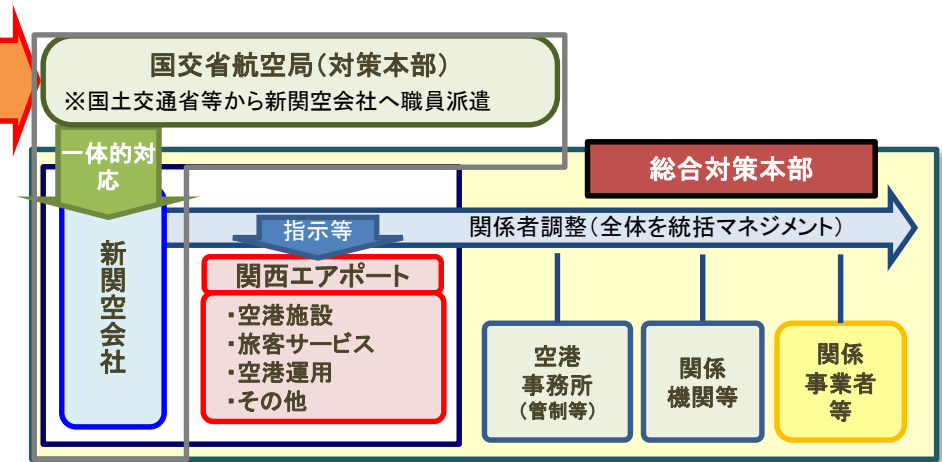 国交省航空局(対策本部)
※国土交通省等から新関空会社へ職員派遣
一体的対
応
総合対策本部
関係者調整(全体を統括マネジメント)
指示等
新関空会社
関西エアポート
・空港施設
・旅客サービス
・空港運用
・その他
空港
事務所
(管制等)
関係
機関等
関係
事業者
等